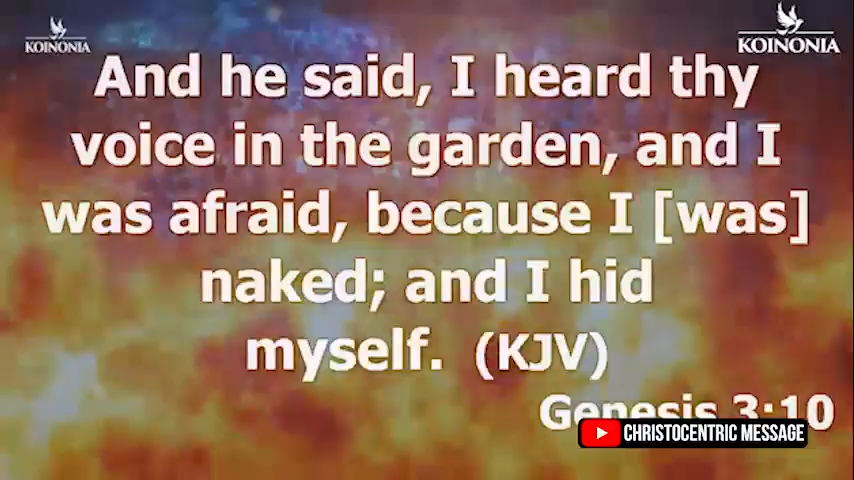 KOINONIA
KOINONIA
And he said, I heard thy
voice in the garden, and I
was afraid, because I [was]
naked; and I hid
myself. (KJV)
Genesis 3:10
CHRISTOCENTRIC MESSAGE